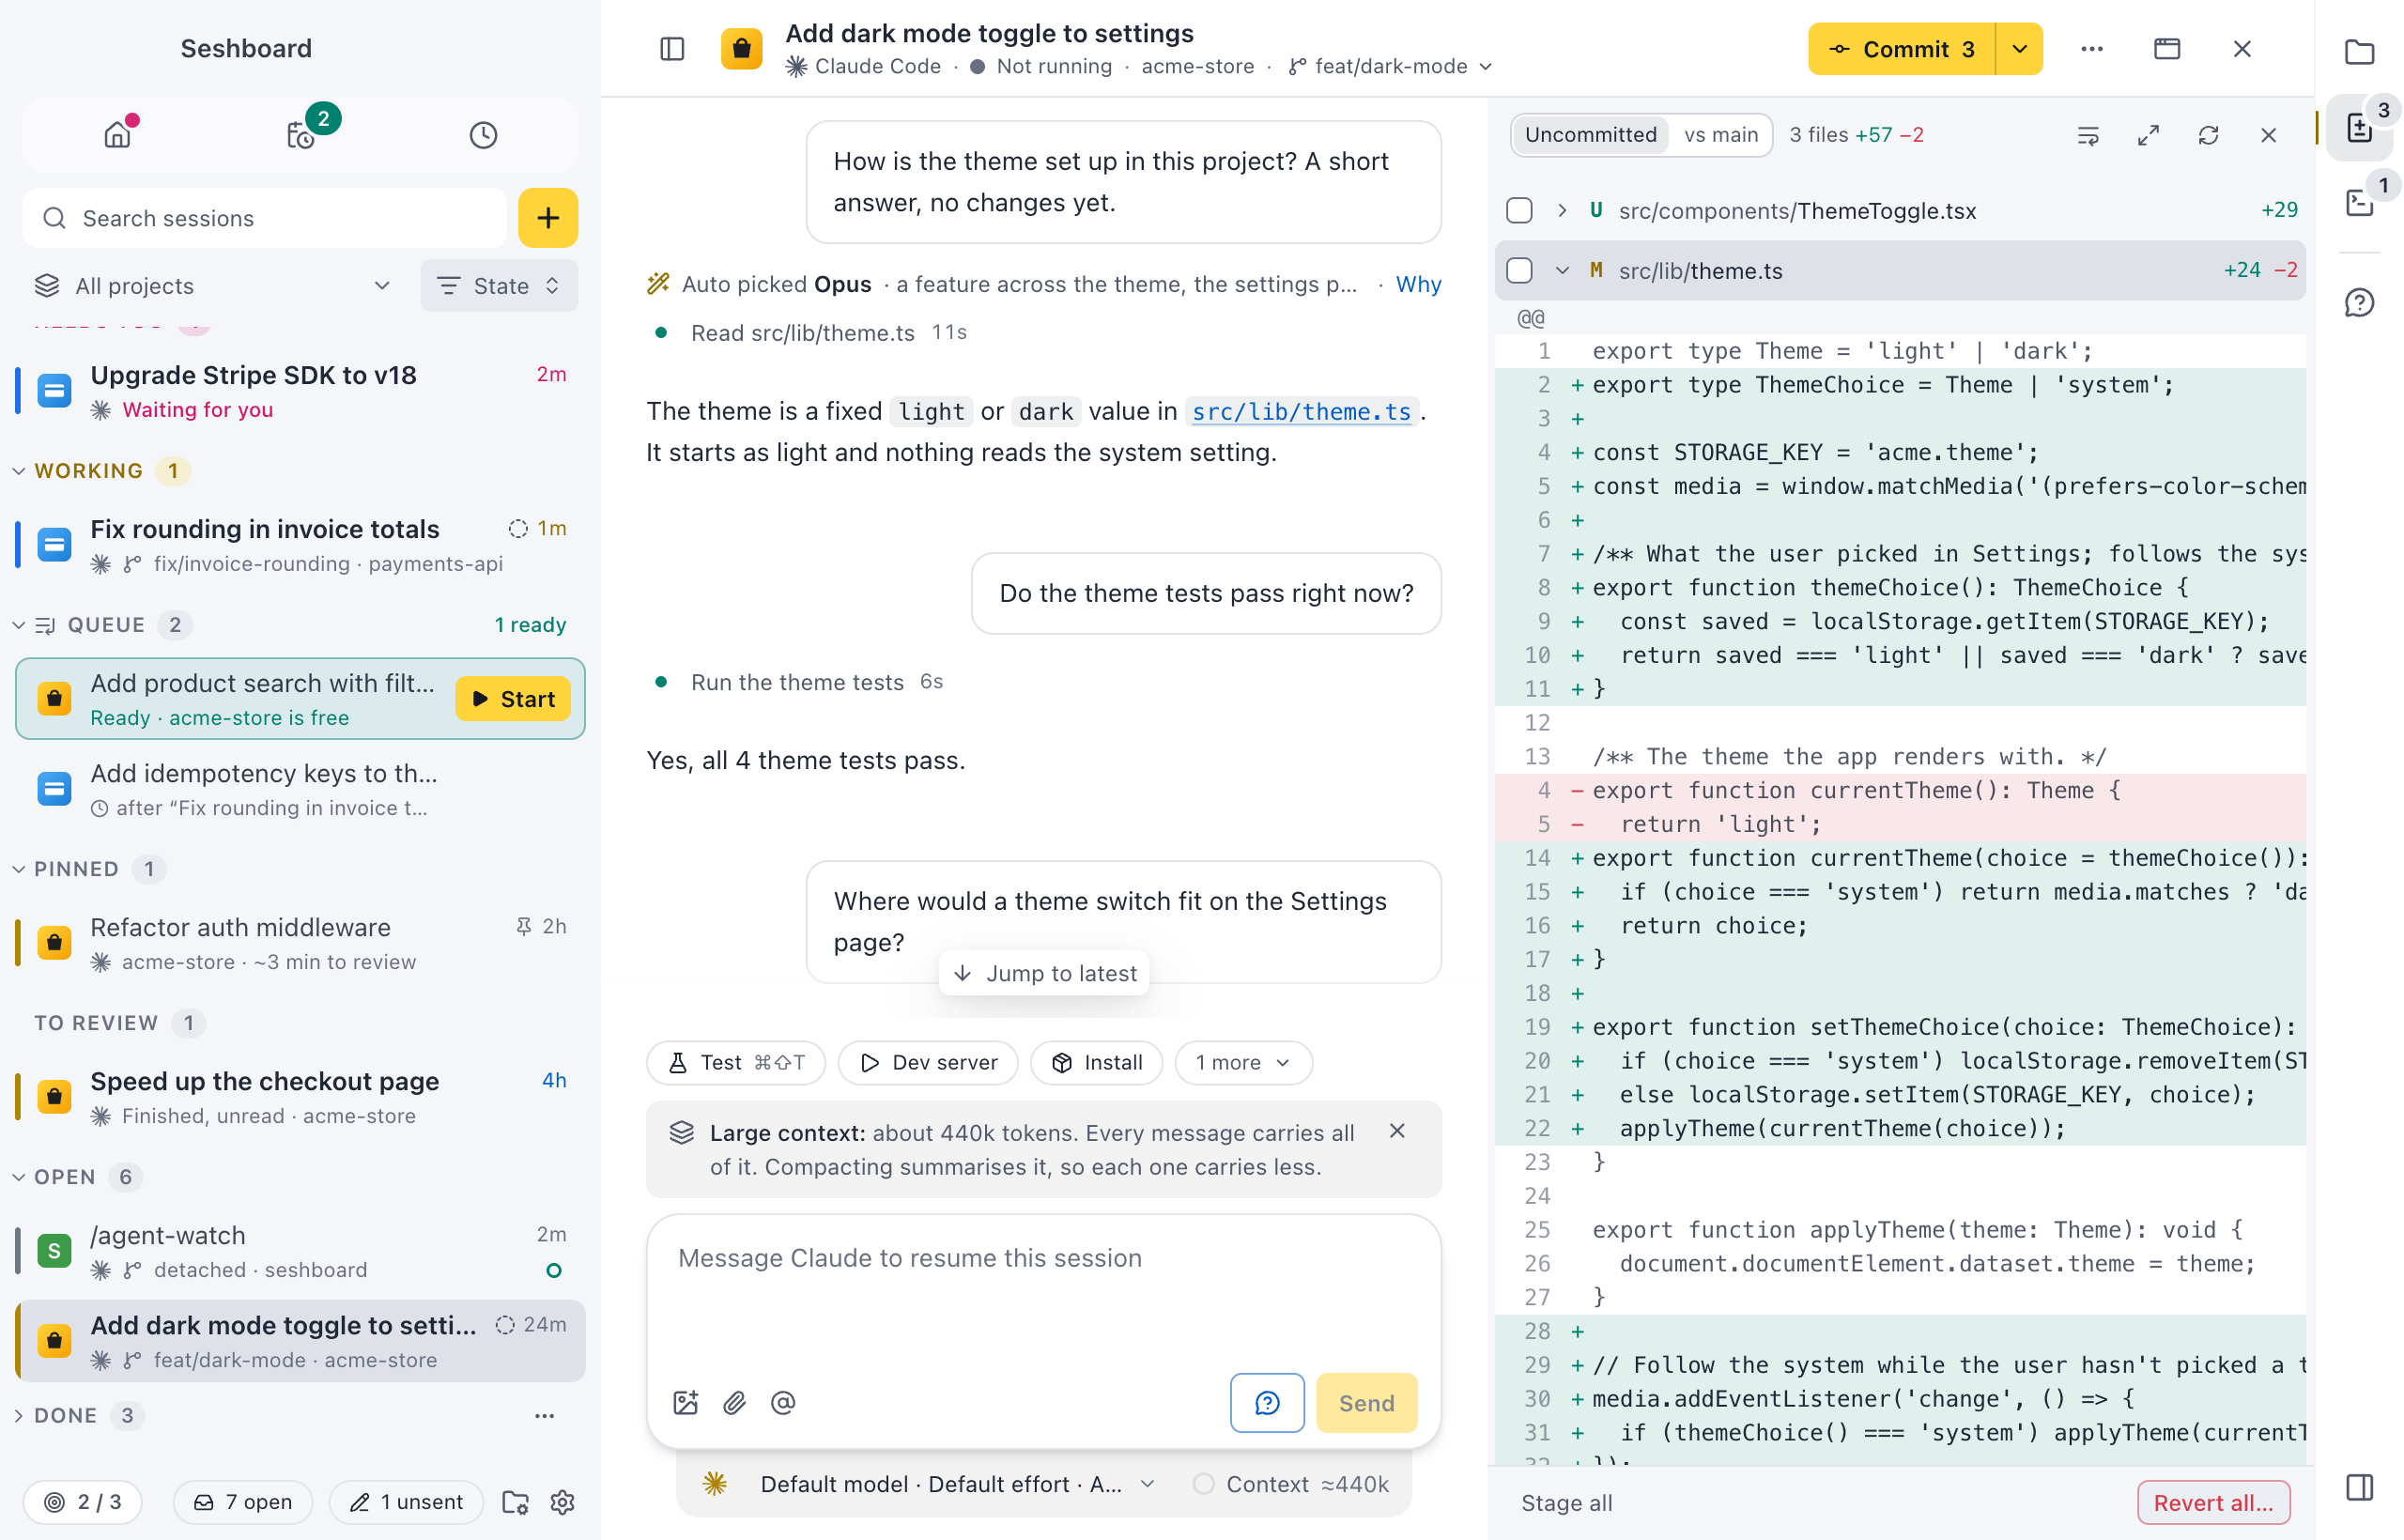 Seshboard
2
Search sessions
All projects
State
Upgrade Stripe SDK to v18
2m
Waiting for you
WORKING 1
Fix rounding in invoice totals
1m
fix/invoice-rounding · payments-api
QUEUE 2
1 ready
Add product search with filt...
Ready · acme-store is free
Start
Add idempotency keys to th...
after “Fix rounding in invoice t...
PINNED 1
Refactor auth middleware
2h
acme-store · ~3 min to review
TO REVIEW 1
Speed up the checkout page
4h
Finished, unread · acme-store
OPEN 6
S
/agent-watch
2m
detached · seshboard
Add dark mode toggle to setti...
24m
feat/dark-mode · acme-store
DONE 3
2 / 3
7 open
1 unsent
Add dark mode toggle to settings
Claude Code · Not running · acme-store · feat/dark-mode
Commit 3
How is the theme set up in this project? A short
answer, no changes yet.
Auto picked Opus · a feature across the theme, the settings p... · Why
Read src/lib/theme.ts 11s
The theme is a fixed light or dark value in src/lib/theme.ts.
It starts as light and nothing reads the system setting.
Do the theme tests pass right now?
Run the theme tests 6s
Yes, all 4 theme tests pass.
Where would a theme switch fit on the Settings
page?
Jump to latest
Test ⌘⇧T
Dev server
Install
1 more
Large context: about 440k tokens. Every message carries all
of it. Compacting summarises it, so each one carries less.
Message Claude to resume this session
Send
Default model · Default effort · A...
Context ≈440k
Uncommitted
vs main
3 files +57 −2
U src/components/ThemeToggle.tsx
+29
M src/lib/theme.ts
+24 −2
@@
1 export type Theme = 'light' | 'dark';
2 + export type ThemeChoice = Theme | 'system';
3 +
4 + const STORAGE_KEY = 'acme.theme';
5 + const media = window.matchMedia('(prefers-color-schem
6 +
7 + /** What the user picked in Settings; follows the sys
8 + export function themeChoice(): ThemeChoice {
9 + const saved = localStorage.getItem(STORAGE_KEY);
10 + return saved === 'light' || saved === 'dark' ? save
11 + }
12
13 /** The theme the app renders with. */
4 − export function currentTheme(): Theme {
5 − return 'light';
14 + export function currentTheme(choice = themeChoice()):
15 + if (choice === 'system') return media.matches ? 'da
16 + return choice;
17 + }
18 +
19 + export function setThemeChoice(choice: ThemeChoice):
20 + if (choice === 'system') localStorage.removeItem(ST
21 + else localStorage.setItem(STORAGE_KEY, choice);
22 + applyTheme(currentTheme(choice));
23 }
24
25 export function applyTheme(theme: Theme): void {
26 document.documentElement.dataset.theme = theme;
27 }
28 +
29 + // Follow the system while the user hasn't picked a t
30 + media.addEventListener('change', () => {
31 + if (themeChoice() === 'system') applyTheme(currentT
Stage all
Revert all...
3
1